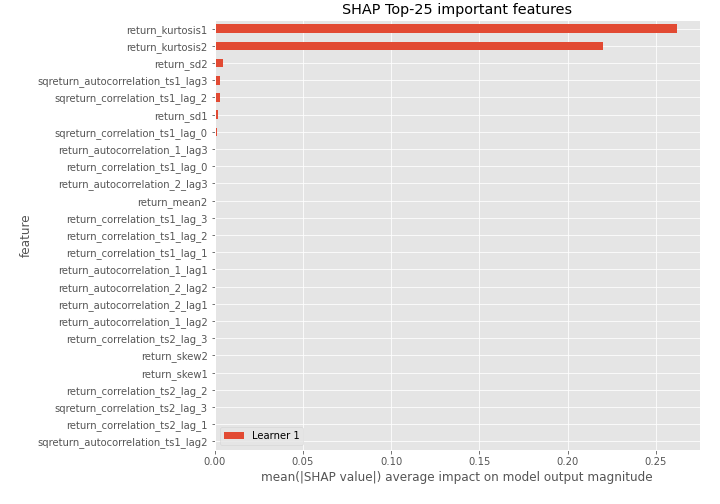 SHAP Top-25 important features
return_kurtosis1
return_kurtosis2
return_sd2
sqreturn_autocorrelation_ts1_lag3
sqreturn_correlation_ts1_lag_2
return_sd1
sqreturn_correlation_ts1_lag_0
return_autocorrelation_1_lag3
return_correlation_ts1_lag_0
return_autocorrelation_2_lag3
return_mean2
return_correlation_ts1_lag_3
return_correlation_ts1_lag_2
return_correlation_ts1_lag_1
return_autocorrelation_1_lag1
return_autocorrelation_2_lag2
return_autocorrelation_2_lag1
return_autocorrelation_1_lag2
return_correlation_ts2_lag_3
return_skew2
return_skew1
return_correlation_ts2_lag_2
sqreturn_correlation_ts2_lag_3
return_correlation_ts2_lag_1
sqreturn_autocorrelation_ts1_lag2
feature
Learner 1
0.00 0.05 0.10 0.15 0.20 0.25
mean(|SHAP value|) average impact on model output magnitude